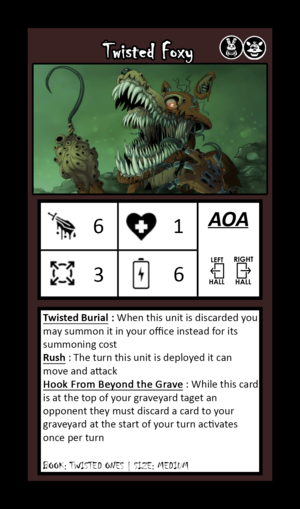 Twisted Foxy
6
1
AOA
3
6
LEFT
RIGHT
HALL
HALL
Twisted Burial : When this unit is discarded you
may summon it in your office instead for its
summoning cost
Rush : The turn this unit is deployed it can
move and attack
Hook From Beyond the Grave : While this card
is at the top of your graveyard taget an
opponent they must discard a card to your
graveyard at the start of your turn activates
once per turn
BOOK: TWISTED ONES | SIZE: MEDIUM